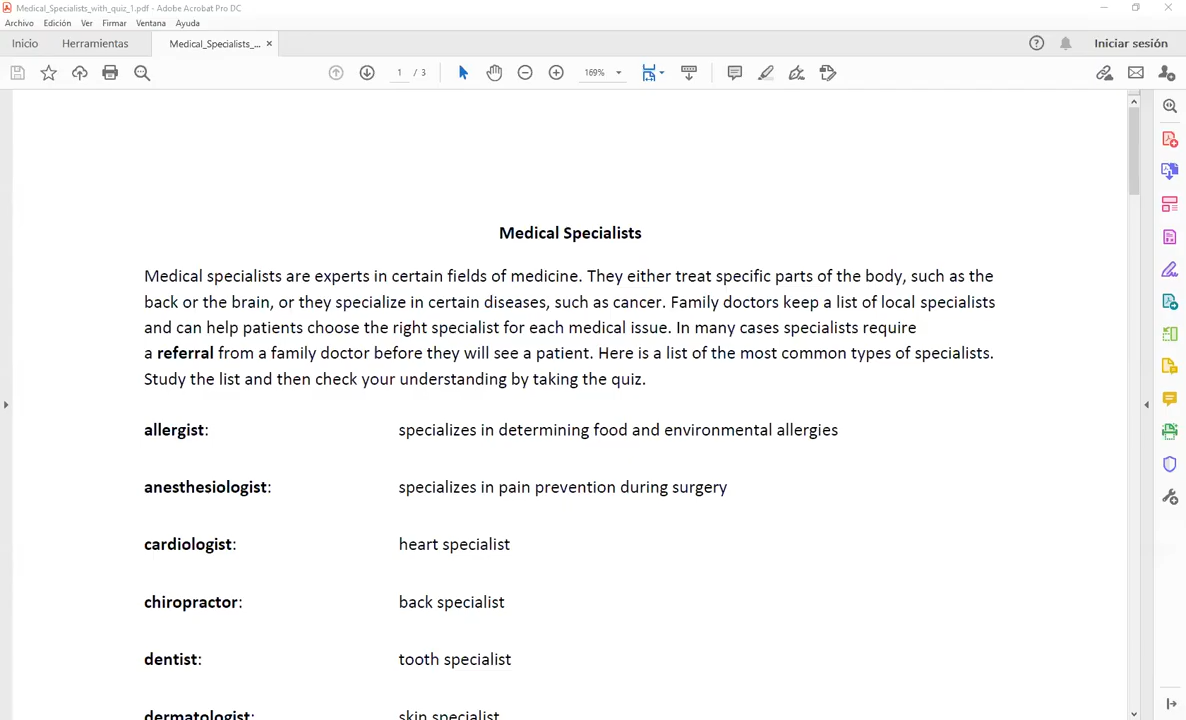 Medical_Specialists_with_quiz_1.pdf - Adobe Acrobat Pro DC
Archivo Edición Ver Firmar Ventana Ayuda
Inicio Herramientas Medical_Specialists_... × Iniciar sesión
1 / 3 169%
Medical Specialists
Medical specialists are experts in certain fields of medicine. They either treat specific parts of the body, such as the
back or the brain, or they specialize in certain diseases, such as cancer. Family doctors keep a list of local specialists
and can help patients choose the right specialist for each medical issue. In many cases specialists require
a referral from a family doctor before they will see a patient. Here is a list of the most common types of specialists.
Study the list and then check your understanding by taking the quiz.
allergist: specializes in determining food and environmental allergies
anesthesiologist: specializes in pain prevention during surgery
cardiologist: heart specialist
chiropractor: back specialist
dentist: tooth specialist
dermatologist: skin specialist